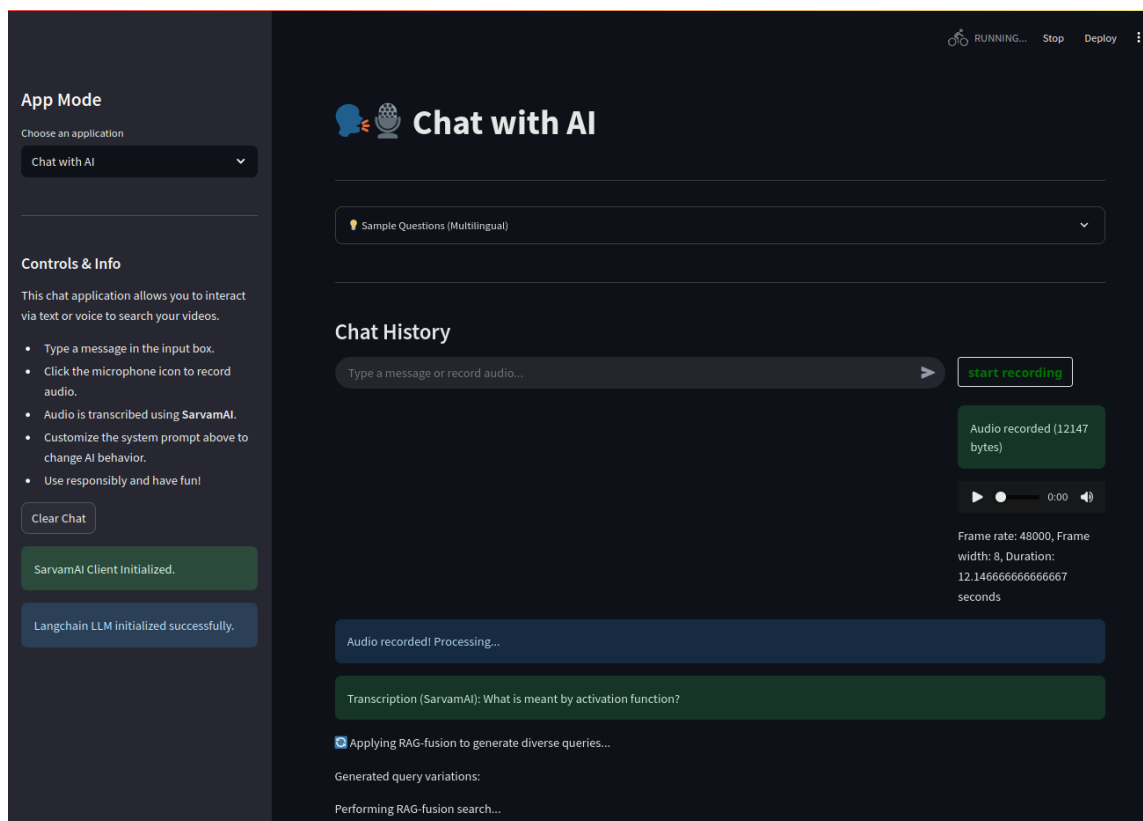 RUNNING... Stop Deploy
App Mode
Choose an application
Chat with AI
Controls & Info
This chat application allows you to interact
via text or voice to search your videos.
Type a message in the input box.
Click the microphone icon to record
audio.
Audio is transcribed using SarvamAI.
Customize the system prompt above to
change AI behavior.
Use responsibly and have fun!
Clear Chat
SarvamAI Client Initialized.
Langchain LLM initialized successfully.
Chat with AI
Sample Questions (Multilingual)
Chat History
Type a message or record audio...
start recording
Audio recorded (12147
bytes)
0:00
Frame rate: 48000, Frame
width: 8, Duration:
12.146666666666667
seconds
Audio recorded! Processing...
Transcription (SarvamAI): What is meant by activation function?
Applying RAG-fusion to generate diverse queries...
Generated query variations:
Performing RAG-fusion search...